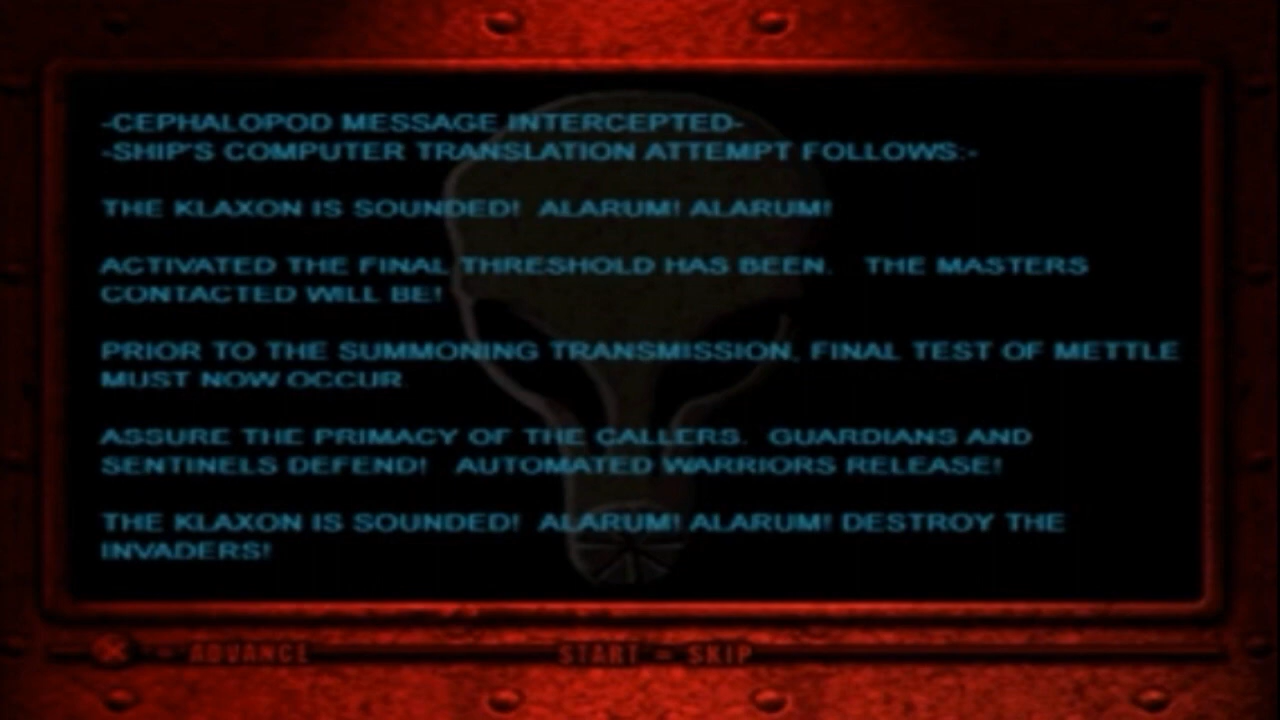 -CEPHALOPOD MESSAGE INTERCEPTED-
-SHIP'S COMPUTER TRANSLATION ATTEMPT FOLLOWS:-
THE KLAXON IS SOUNDED! ALARUM! ALARUM!
ACTIVATED THE FINAL THRESHOLD HAS BEEN. THE MASTERS
CONTACTED WILL BE!
PRIOR TO THE SUMMONING TRANSMISSION, FINAL TEST OF METTLE
MUST NOW OCCUR.
ASSURE THE PRIMACY OF THE CALLERS. GUARDIANS AND
SENTINELS DEFEND! AUTOMATED WARRIORS RELEASE!
THE KLAXON IS SOUNDED! ALARUM! ALARUM! DESTROY THE
INVADERS!
X = ADVANCE START = SKIP